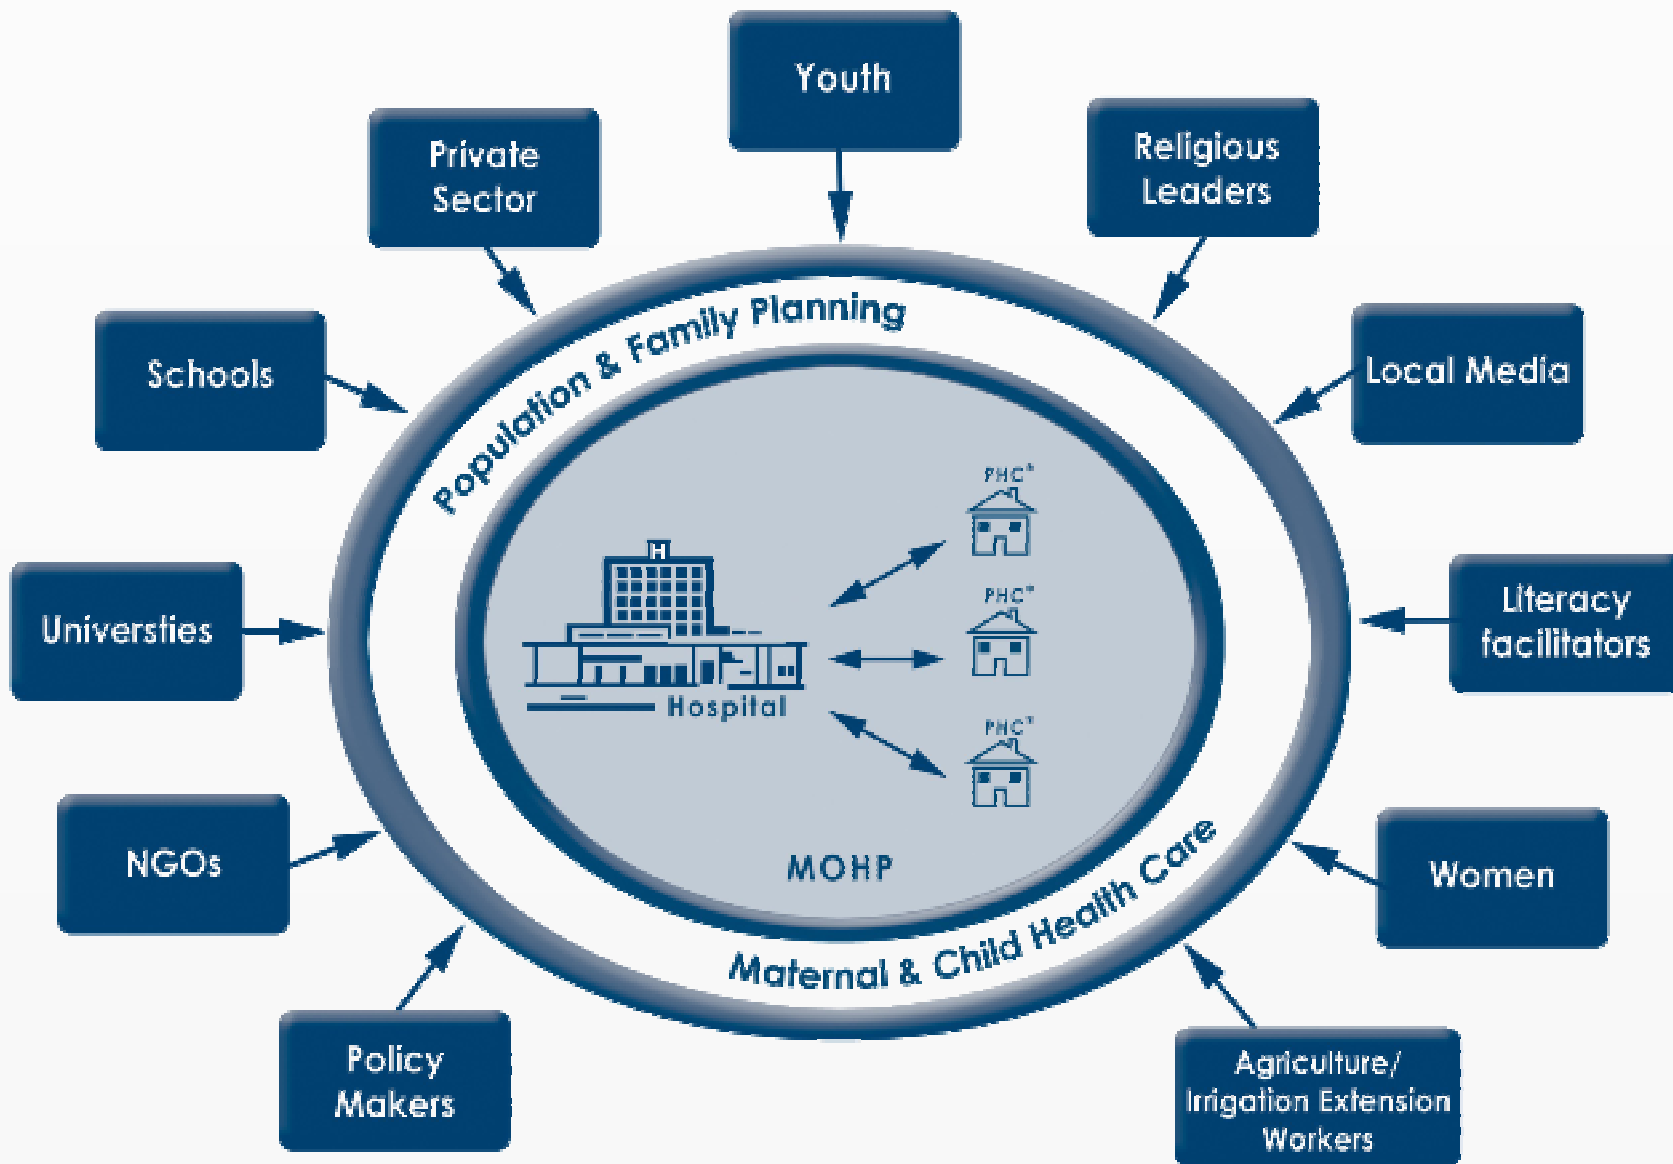 Youth
Private
Sector
Religious
Leaders
Schools
Local Media
Population & Family Planning
PHC*
H
Universties
PHC*
Literacy
facilitators
Hospital
PHC*
NGOs
MOHP
Women
Maternal & Child Health Care
Policy
Makers
Agriculture/
Irrigation Extension
Workers